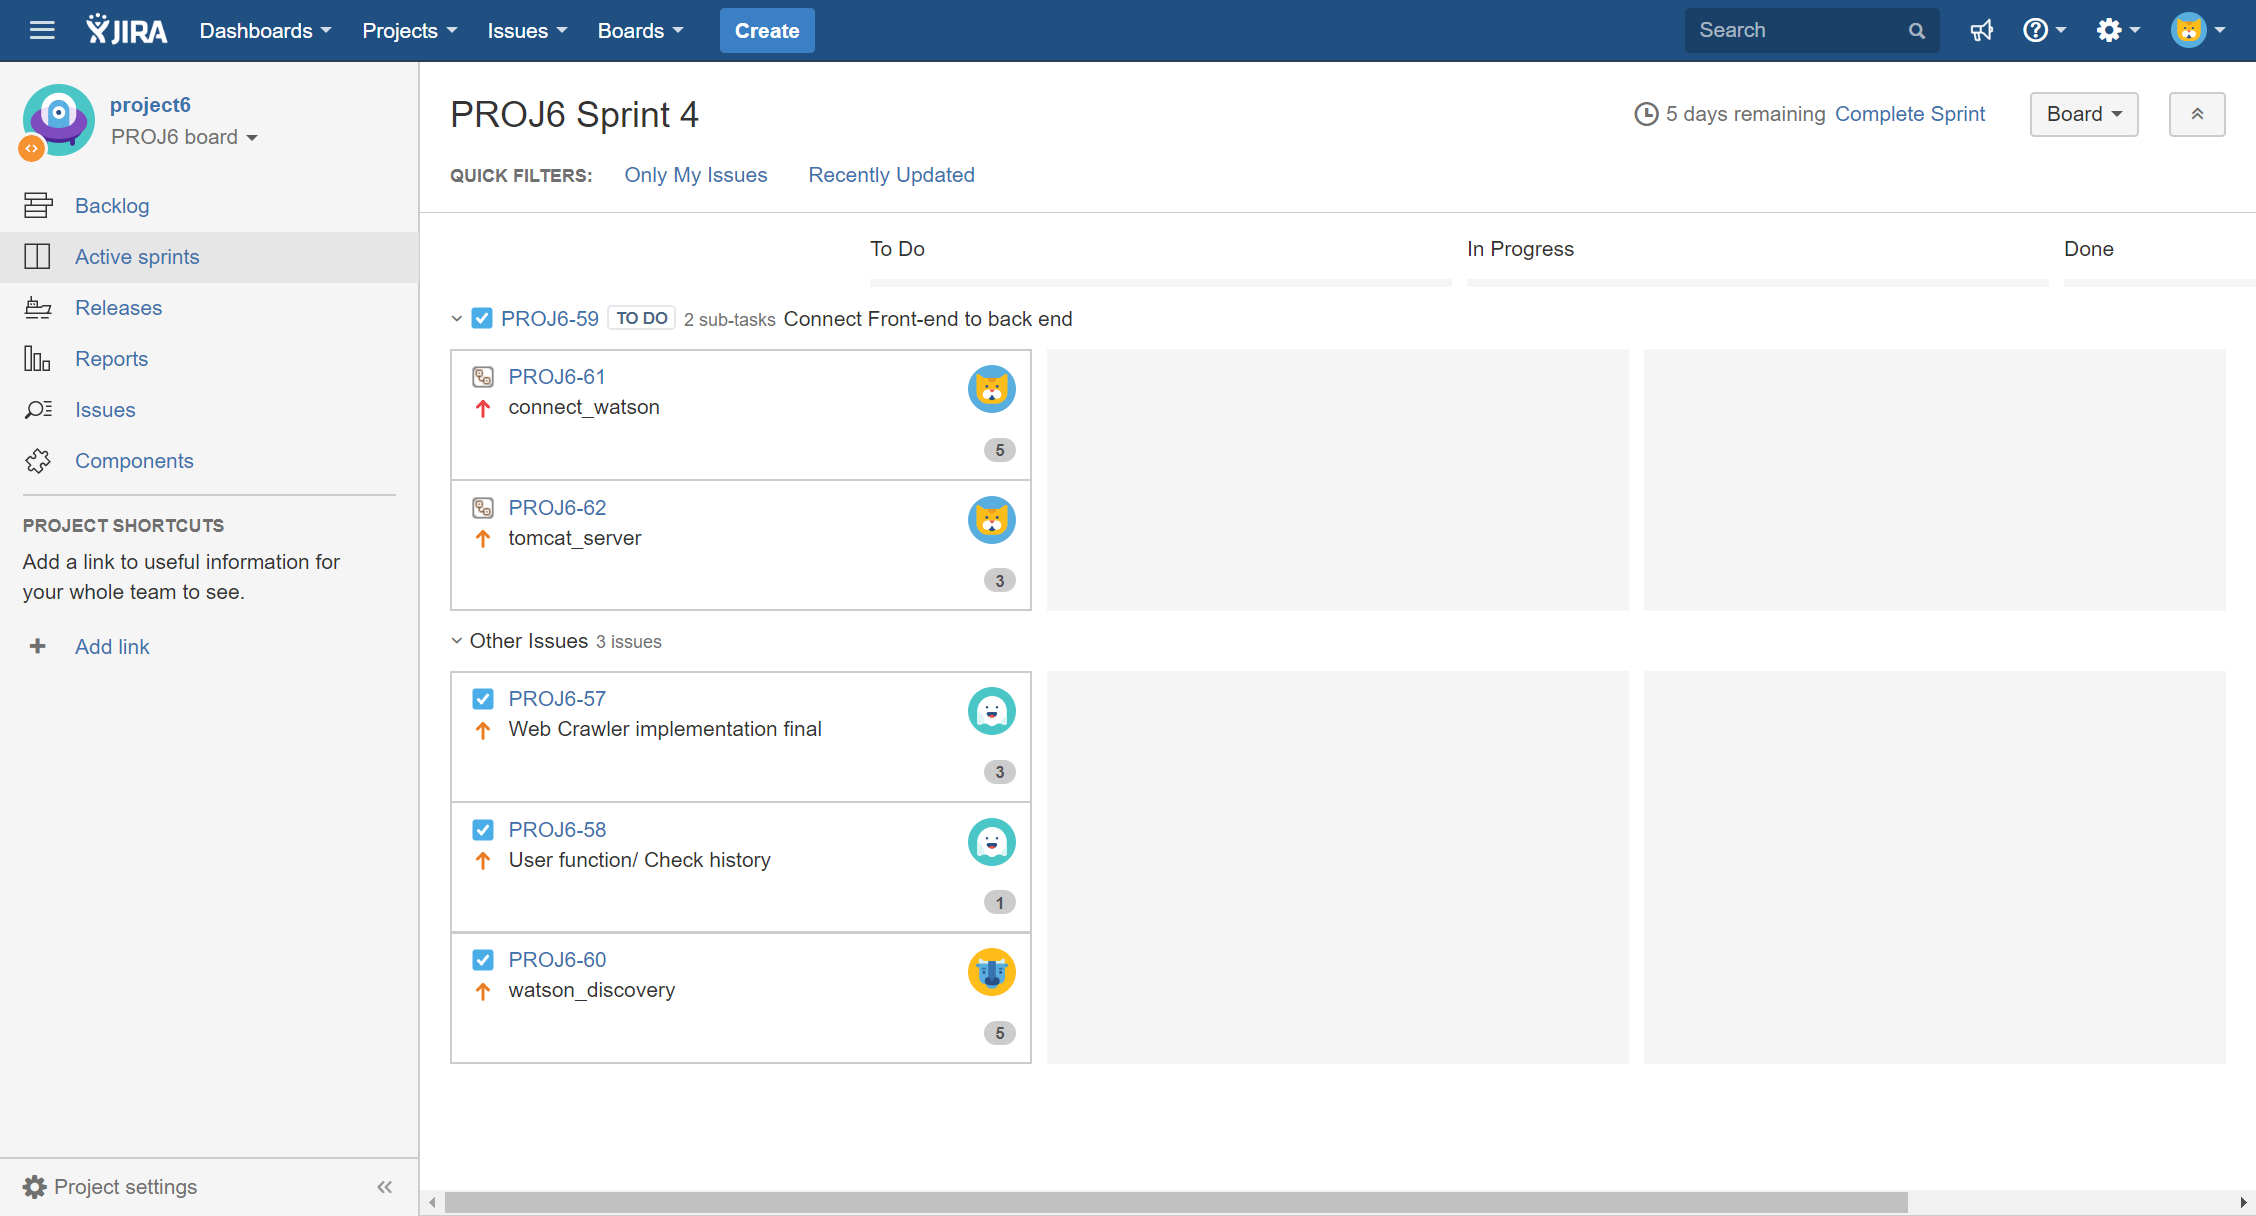 JIRA Dashboards Projects Issues Boards Create Search
project6
PROJ6 board
Backlog
Active sprints
Releases
Reports
Issues
Components
PROJECT SHORTCUTS
Add a link to useful information for
your whole team to see.
Add link
Project settings
PROJ6 Sprint 4
5 days remaining Complete Sprint Board
QUICK FILTERS: Only My Issues Recently Updated
To Do In Progress Done
PROJ6-59 TO DO 2 sub-tasks Connect Front-end to back end
PROJ6-61
connect_watson
5
PROJ6-62
tomcat_server
3
Other Issues 3 issues
PROJ6-57
Web Crawler implementation final
3
PROJ6-58
User function/ Check history
1
PROJ6-60
watson_discovery
5